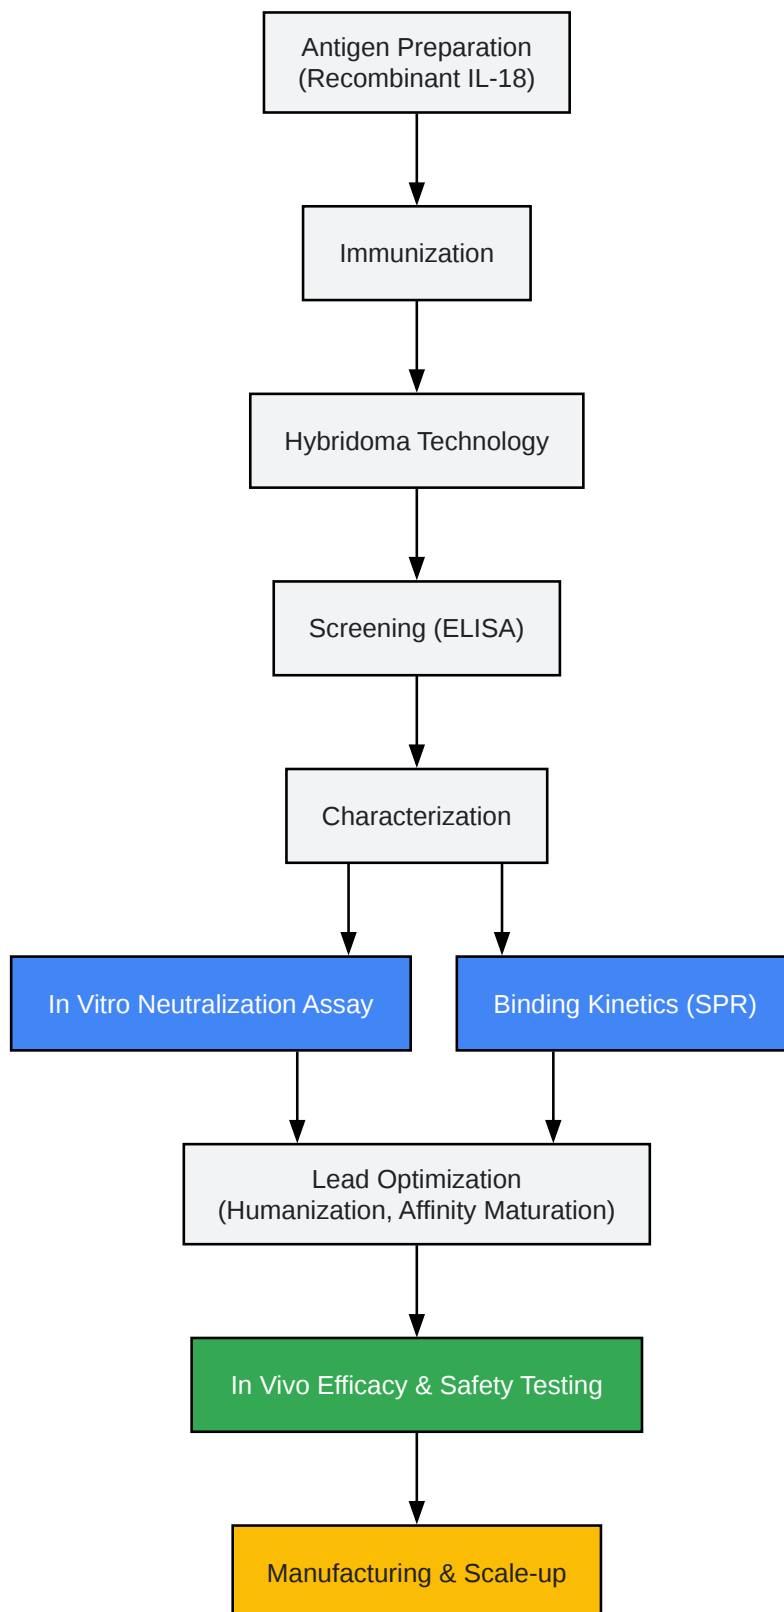 Antigen Preparation
(Recombinant IL-18)
Immunization
Hybridoma Technology
Screening (ELISA)
Characterization
In Vitro Neutralization Assay
Binding Kinetics (SPR)
Lead Optimization
(Humanization, Affinity Maturation)
In Vivo Efficacy & Safety Testing
Manufacturing & Scale-up